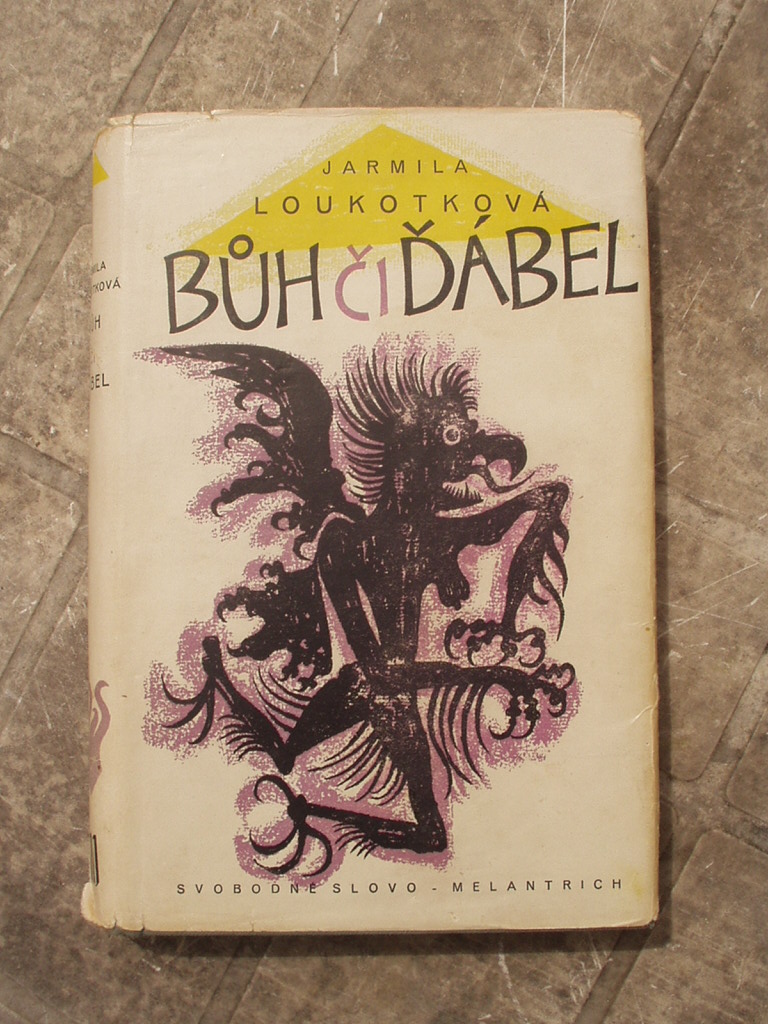 JARMILA
LOUKOTKOVÁ
BŮH či ĎÁBEL
SVOBODNÉ SLOVO - MELANTRICH